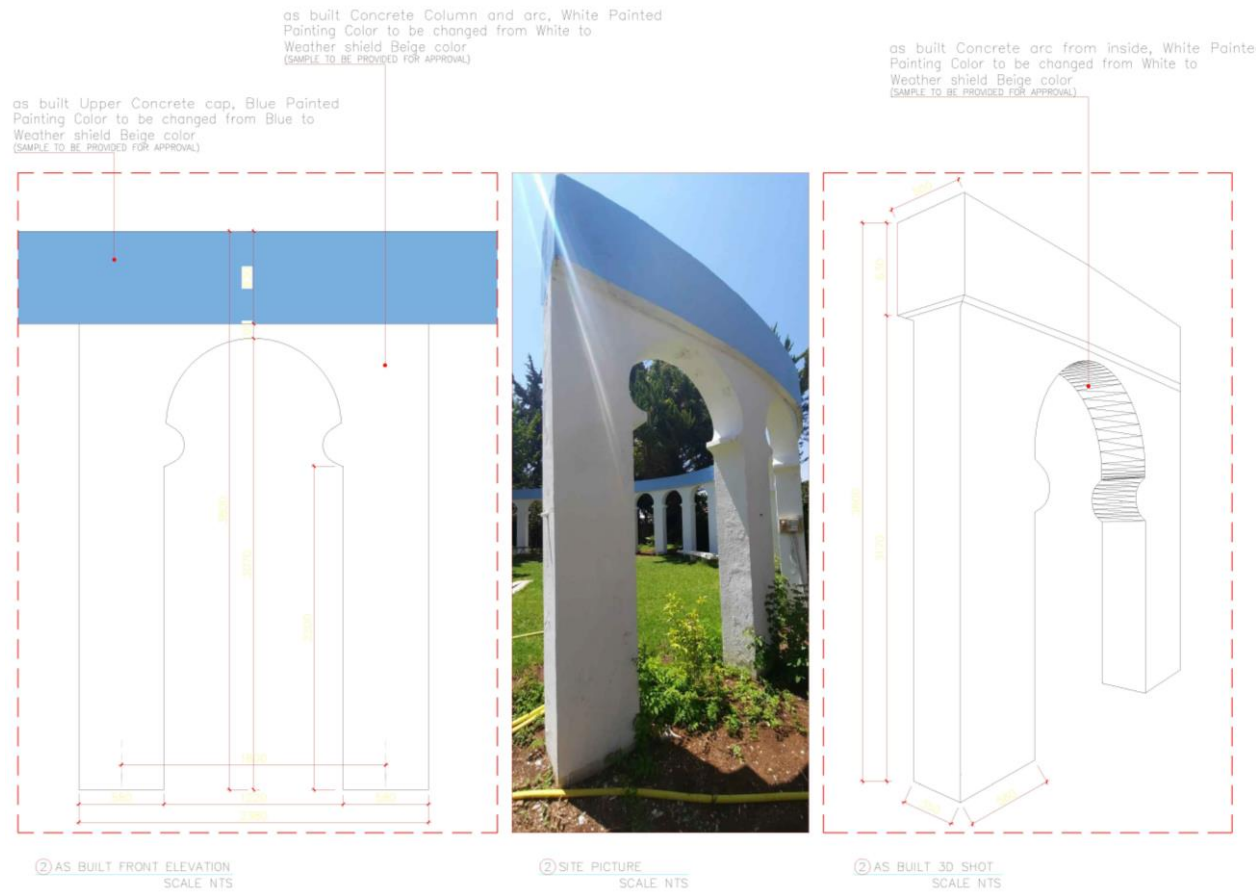 as built Concrete Column and arc, White Painted
Painting Color to be changed from White to
Weather shield Beige color
(SAMPLE TO BE PROVIDED FOR APPROVAL)
as built Concrete arc from inside, White Painte
Painting Color to be changed from White to
Weather shield Beige color
(SAMPLE TO BE PROVIDED FOR APPROVAL)
as built Upper Concrete cap, Blue Painted
Painting Color to be changed from Blue to
Weather shield Beige color
(SAMPLE TO BE PROVIDED FOR APPROVAL)
2 AS BUILT FRONT ELEVATION
SCALE NTS
2 SITE PICTURE
SCALE NTS
2 AS BUILT 3D SHOT
SCALE NTS